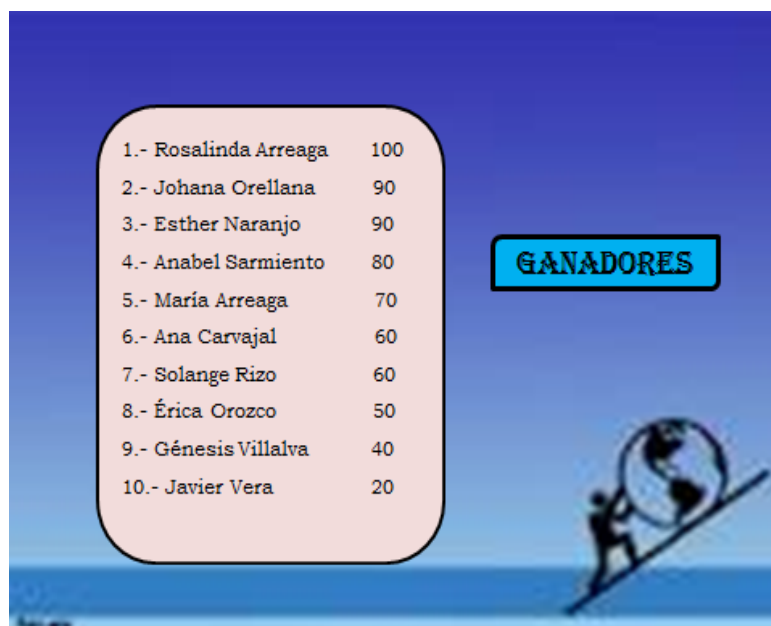 1.- Rosalinda Arreaga 100
2.- Johana Orellana 90
3.- Esther Naranjo 90
4.- Anabel Sarmiento 80
5.- María Arreaga 70
6.- Ana Carvajal 60
7.- Solange Rizo 60
8.- Érica Orozco 50
9.- Génesis Villalva 40
10.- Javier Vera 20
GANADORES